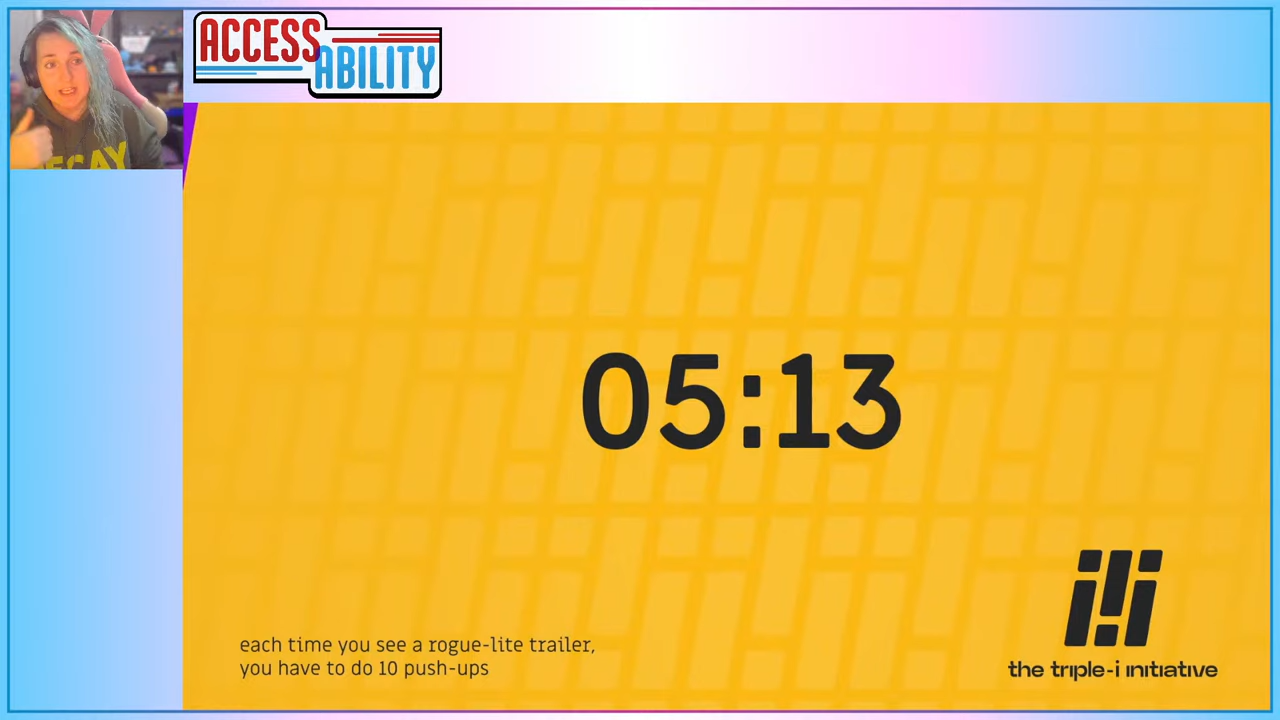 ACCESS
ABILITY
DECAY
05:13
each time you see a rogue-lite trailer,
you have to do 10 push-ups
the triple-i initiative